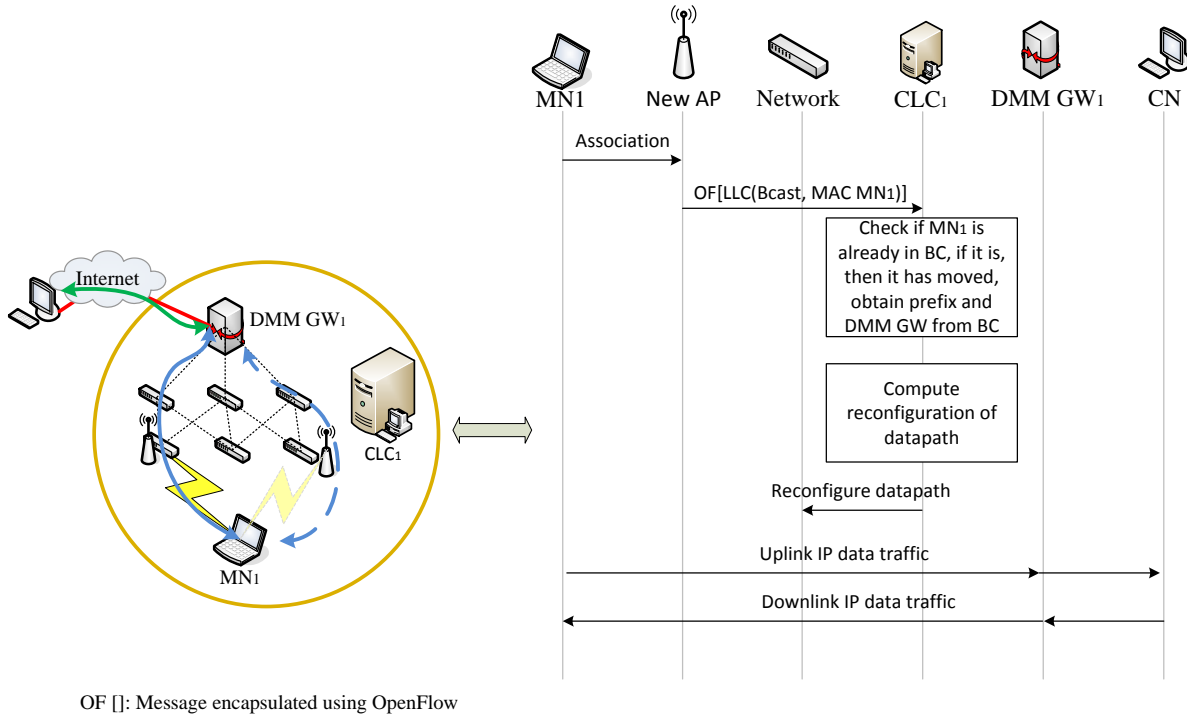 MN1
New AP
Network
CLC1
DMM GW1
CN
Association
OF[LLC(Bcast, MAC MN1)]
Check if MN1 is
already in BC, if it is,
then it has moved,
obtain prefix and
DMM GW from BC
Compute
reconfiguration of
datapath
Reconfigure datapath
Uplink IP data traffic
Downlink IP data traffic
Internet
DMM GW1
CLC1
MN1
OF []: Message encapsulated using OpenFlow